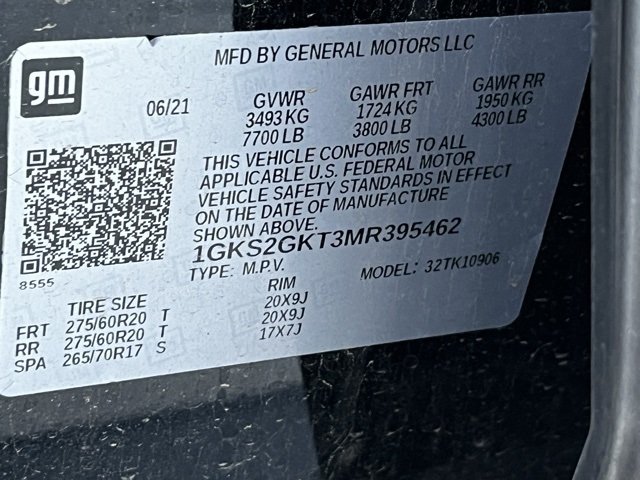 MFD BY GENERAL MOTORS LLC
gm
06/21 GVWR GAWR FRT GAWR RR
3493 KG 1724 KG 1950 KG
7700 LB 3800 LB 4300 LB
THIS VEHICLE CONFORMS TO ALL
APPLICABLE U.S. FEDERAL MOTOR
VEHICLE SAFETY STANDARDS IN EFFECT
ON THE DATE OF MANUFACTURE
SHOWN ABOVE.
1GKS2GKT3MR395462
8555
TYPE: M.P.V. MODEL: 32TK10906
TIRE SIZE RIM
FRT 275/60R20 T 20X9J
RR 275/60R20 T 20X9J
SPA 265/70R17 S 17X7J